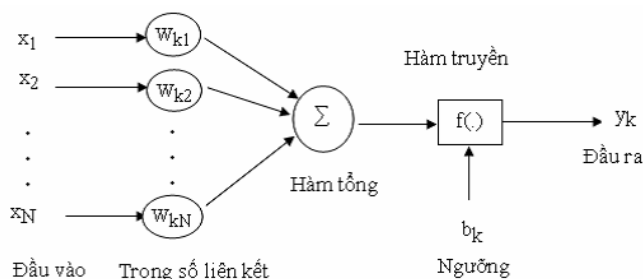 x1
Wk1
x2
Wk2
Hàm truyền
Σ
f(.)
yk
Đầu ra
Hàm tổng
xN
WkN
bk
Đầu vào
Trọng số liên kết
Ngưỡng